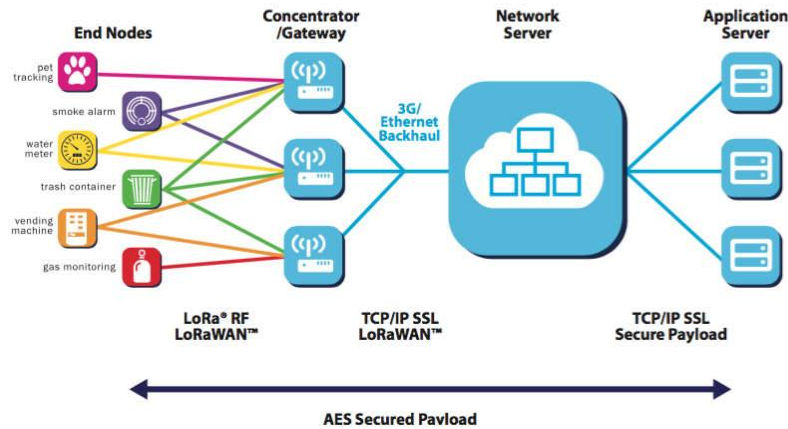 End Nodes
Concentrator
/Gateway
Network
Server
Application
Server
pet
tracking
smoke alarm
water
meter
trash container
vending
machine
gas monitoring
3G/
Ethernet
Backhaul
LoRa® RF
LoRaWAN™
TCP/IP SSL
LoRaWAN™
TCP/IP SSL
Secure Payload
AES Secured Payload